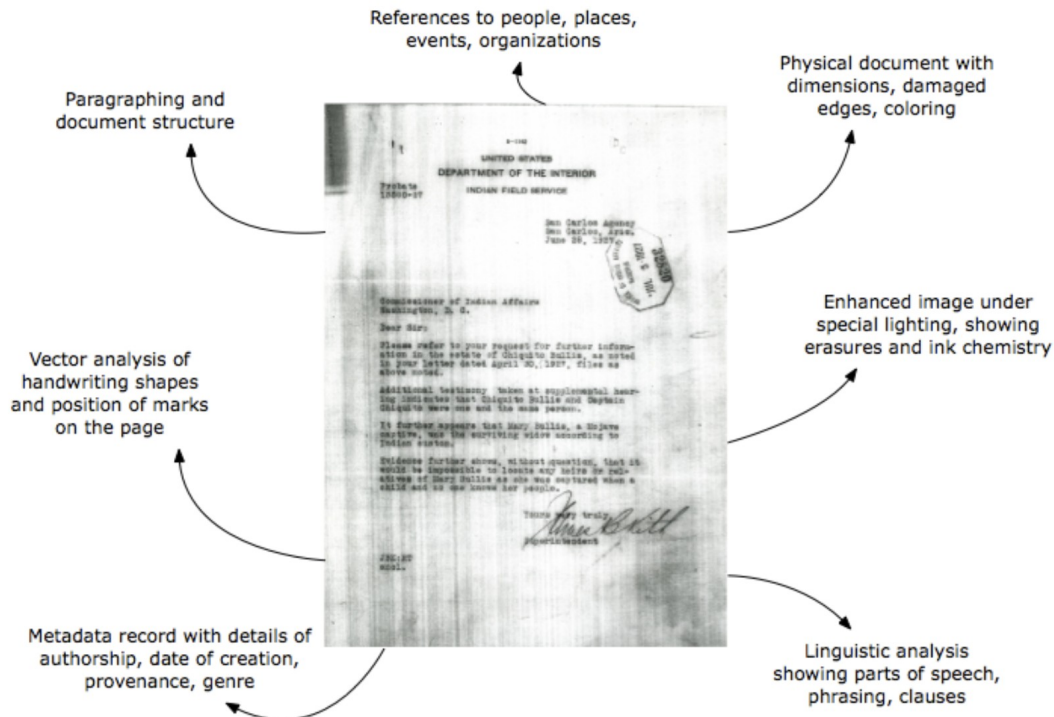 References to people, places,
events, organizations
Physical document with
dimensions, damaged
edges, coloring
Paragraphing and
document structure
UNITED STATES
DEPARTMENT OF THE INTERIOR
INDIAN FIELD SERVICE
Probate
San Carlos Agency
San Carlos, Ariz.
June 28, 1927.
32820
Commissioner of Indian Affairs
Washington, D. C.
Dear Sir:
Please refer to your request for further inform-
ation in the estate of Chiquito Bullis, as noted
in your letter dated April 30, 1927, files as
above noted.
Additional testimony taken at supplemental hear-
ing indicates that Chiquito Bullis and Captain
Chiquito were one and the same person.
It further appears that Mary Bullis, a Mojave
native, was the surviving widow according to
Indian custom.
Evidence further shows, without question, that it
would be impossible to locate any heirs or rel-
atives of Mary Bullis as she was captured when a
child and no one knows her people.
Yours very truly,
Superintendent
encl.
Enhanced image under
special lighting, showing
erasures and ink chemistry
Vector analysis of
handwriting shapes
and position of marks
on the page
Metadata record with details of
authorship, date of creation,
provenance, genre
Linguistic analysis
showing parts of speech,
phrasing, clauses